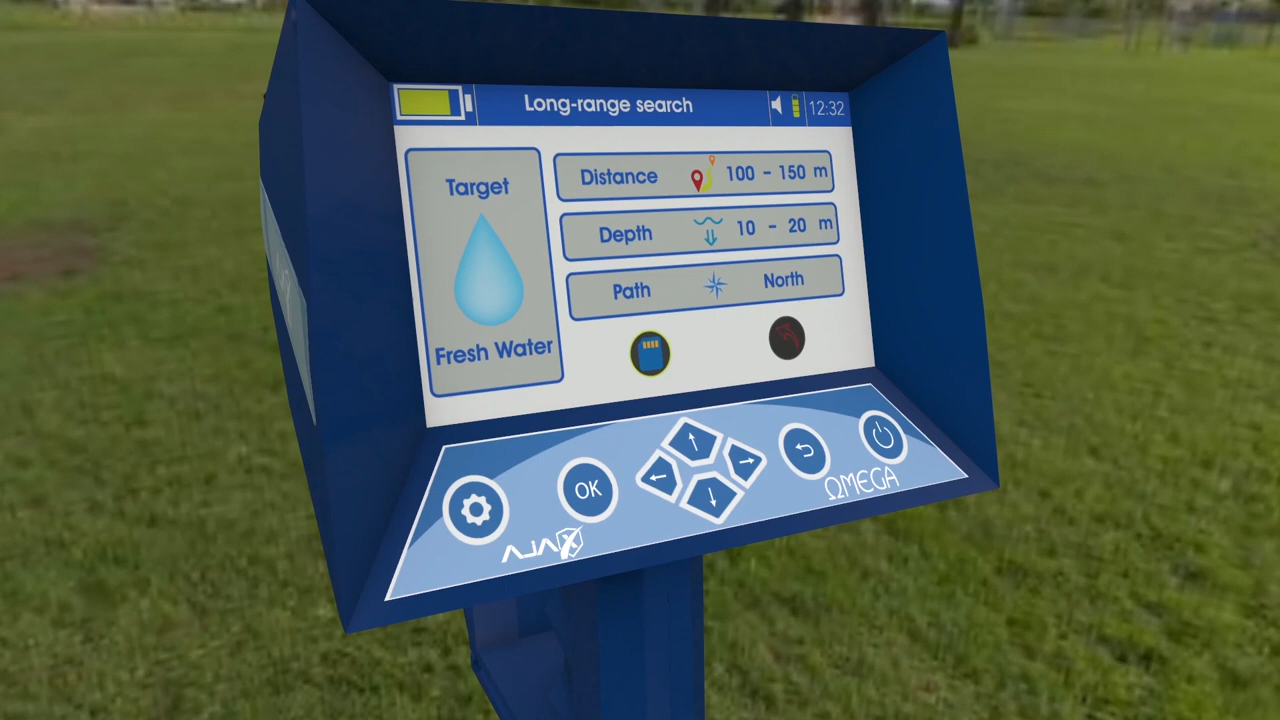 Long-range search
12:32
Target
Fresh Water
Distance 100 - 150 m
Depth 10 - 20 m
Path North
OK
AJAX
ΩMEGA